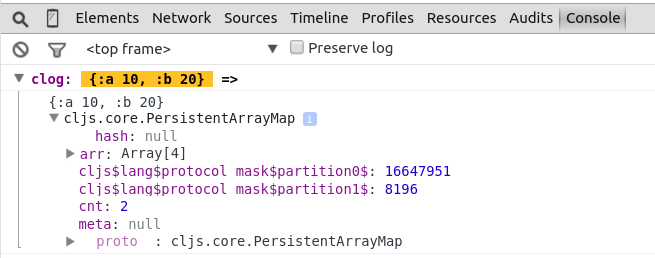 Elements Network Sources Timeline Profiles Resources Audits Console
<top frame> Preserve log
clog: {:a 10, :b 20} =>
{:a 10, :b 20}
cljs.core.PersistentArrayMap i
hash: null
arr: Array[4]
cljs$lang$protocol mask$partition0$: 16647951
cljs$lang$protocol mask$partition1$: 8196
cnt: 2
meta: null
proto : cljs.core.PersistentArrayMap